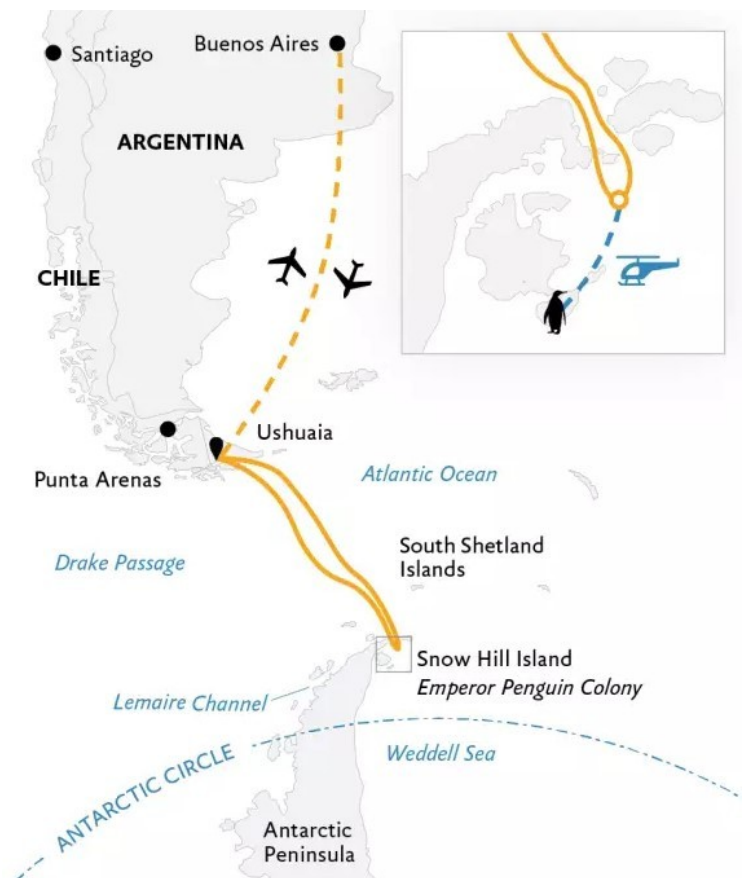 Santiago
Buenos Aires
ARGENTINA
CHILE
Ushuaia
Punta Arenas
Atlantic Ocean
Drake Passage
South Shetland
Islands
Snow Hill Island
Emperor Penguin Colony
Lemaire Channel
ANTARCTIC CIRCLE
Weddell Sea
Antarctic
Peninsula